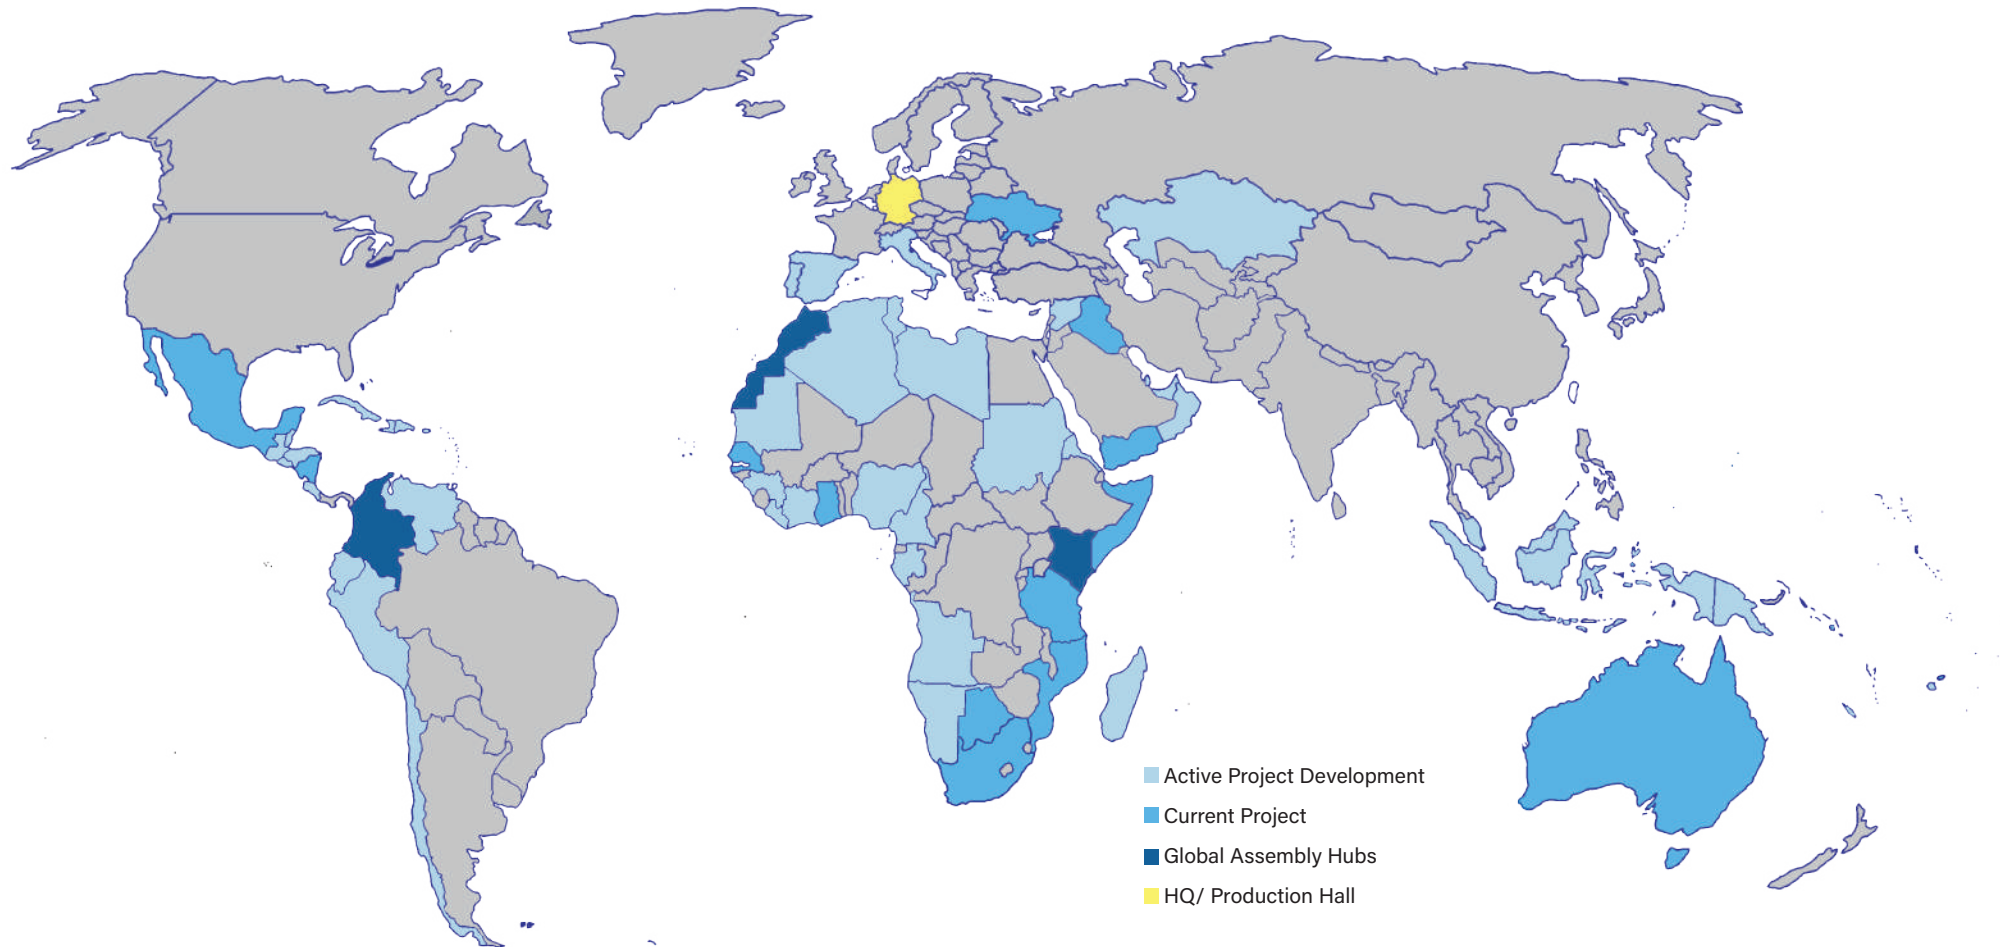 Active Project Development
Current Project
Global Assembly Hubs
HQ/ Production Hall